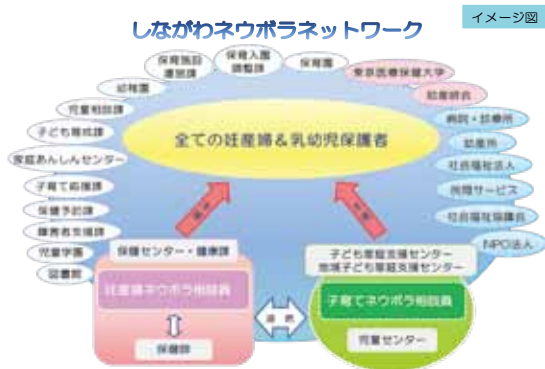 イメージ図
しながわネウボラネットワーク
保育施設
運営課
保育入園
調整課
保育園
東京医療保健大学
幼稚園
助産師会
児童相談課
病院・診療所
子ども育成課
助産所
家庭あんしんセンター
全ての妊産婦&乳幼児保護者
社会福祉法人
子育て応援課
民間サービス
保健予防課
社会福祉協議会
障害者支援課
NPO法人
児童学園
図書館
保健センター・健康課
子ども家庭支援センター
地域子ども家庭支援センター
妊産婦ネウボラ相談員
子育てネウボラ相談員
連携
保健師
児童センター